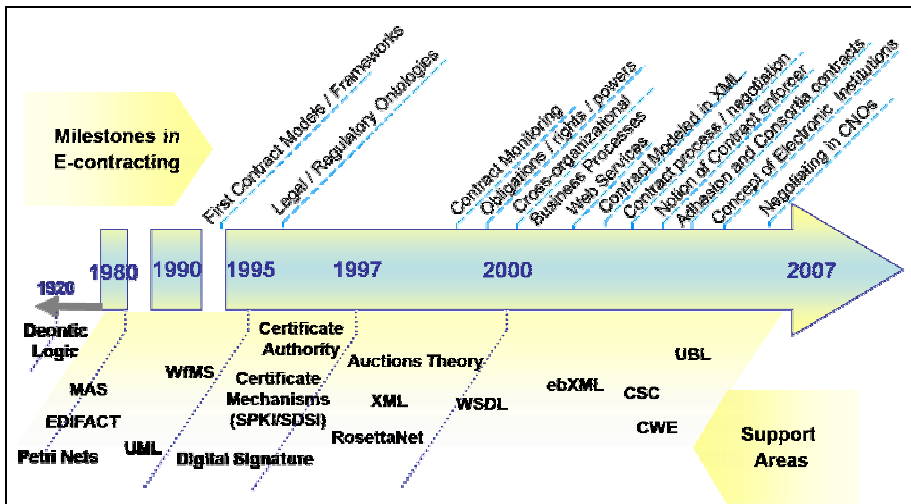 Milestones in
E-contracting
First Contract Models / Frameworks
Legal / Regulatory Ontologies
Contract Monitoring
Obligations / rights / powers
Cross-organizational
Business Processes
Web Services
Contract Modeled in XML
Contract process / negotiation
Notion of Contract enforcer
Adhesion and Consortia contracts
Concept of Electronic Institutions
Negotiating in CNOs
1920
1980
1990
1995
1997
2000
2007
Deontic
Logic
MAS
EDIFACT
Petri Nets
WfMS
UML
Certificate
Authority
Certificate
Mechanisms
(SPKI/SDSI)
Digital Signature
Auctions Theory
XML
RosettaNet
WSDL
ebXML
UBL
CSC
CWE
Support
Areas